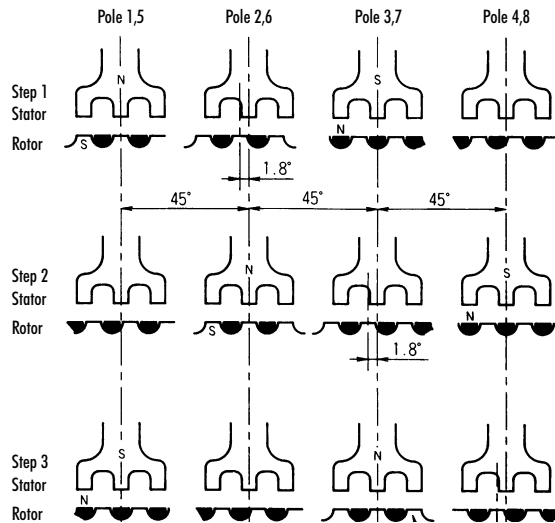 Pole 1,5 Pole 2,6 Pole 3,7 Pole 4,8
N S
Step 1
Stator
N
Rotor S
1.8°
45° 45° 45°
Step 2 N S
Stator
N
Rotor S
1.8°
S N
Step 3
Stator
N
Rotor